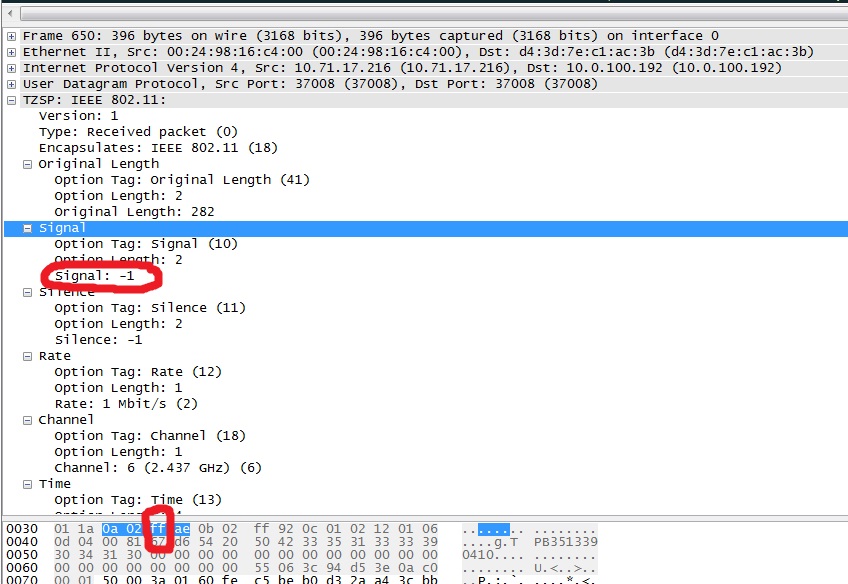 Frame 650: 396 bytes on wire (3168 bits), 396 bytes captured (3168 bits) on interface 0
Ethernet II, Src: 00:24:98:16:c4:00 (00:24:98:16:c4:00), Dst: d4:3d:7e:c1:ac:3b (d4:3d:7e:c1:ac:3b)
Internet Protocol Version 4, Src: 10.71.17.216 (10.71.17.216), Dst: 10.0.100.192 (10.0.100.192)
User Datagram Protocol, Src Port: 37008 (37008), Dst Port: 37008 (37008)
TZSP: IEEE 802.11:
Version: 1
Type: Received packet (0)
Encapsulates: IEEE 802.11 (18)
Original Length
Option Tag: Original Length (41)
Option Length: 2
Original Length: 282
Signal
Option Tag: Signal (10)
Option Length: 2
Signal: -1
Silence
Option Tag: Silence (11)
Option Length: 2
Silence: -1
Rate
Option Tag: Rate (12)
Option Length: 1
Rate: 1 Mbit/s (2)
Channel
Option Tag: Channel (18)
Option Length: 1
Channel: 6 (2.437 GHz) (6)
Time
Option Tag: Time (13)
0030 01 1a 0a 02 ff ae 0b 02 ff 92 0c 01 02 12 01 06 ........ ........
0040 0d 04 00 81 67 d6 54 20 50 42 33 35 31 33 33 39 ....g.T PB351339
0050 30 34 31 30 00 00 00 00 00 00 00 00 00 00 00 00 0410.... ........
0060 00 00 00 00 00 00 00 00 55 06 3c 94 d5 3e 0a c0 ........ U.<..>..
0070 00 01 50 00 3a 01 60 fe c5 be b0 d3 2a a4 3c bb ..P.:.`. ....*.<.